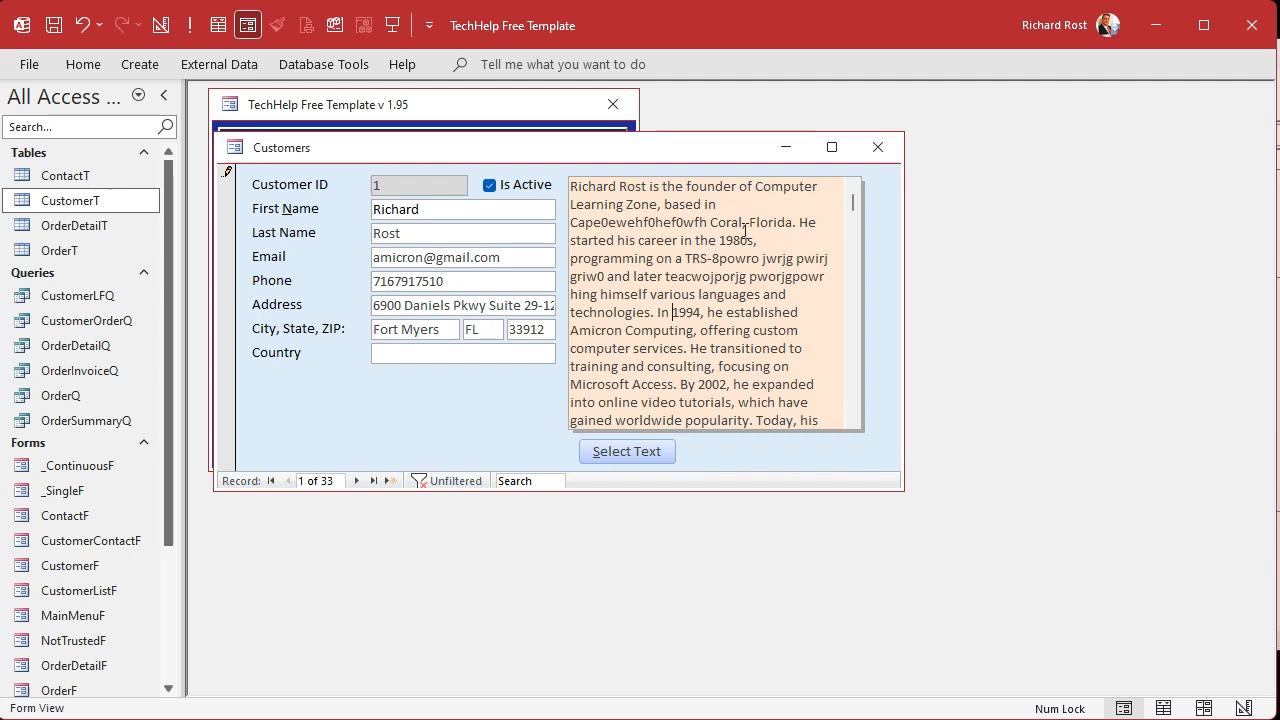 TechHelp Free Template
Richard Rost
File Home Create External Data Database Tools Help Tell me what you want to do
All Access ...
Search...
Tables
ContactT
CustomerT
OrderDetailT
OrderT
Queries
CustomerLFQ
CustomerOrderQ
OrderDetailQ
OrderInvoiceQ
OrderQ
OrderSummaryQ
Forms
_ContinuousF
_SingleF
ContactF
CustomerContactF
CustomerF
CustomerListF
MainMenuF
NotTrustedF
OrderDetailF
OrderF
TechHelp Free Template v 1.95
Customers
Customer ID 1 Is Active
First Name Richard
Last Name Rost
Email amicron@gmail.com
Phone 7167917510
Address 6900 Daniels Pkwy Suite 29-12
City, State, ZIP: Fort Myers FL 33912
Country
Richard Rost is the founder of Computer
Learning Zone, based in
Cape0ewehf0hef0wfh Coral, Florida. He
started his career in the 1980s,
programming on a TRS-8powro jwrjg pwirj
griw0 and later teacwojporjg pworjgpowr
hing himself various languages and
technologies. In 1994, he established
Amicron Computing, offering custom
computer services. He transitioned to
training and consulting, focusing on
Microsoft Access. By 2002, he expanded
into online video tutorials, which have
gained worldwide popularity. Today, his
Select Text
Record: 1 of 33 Unfiltered Search
Form View
Num Lock